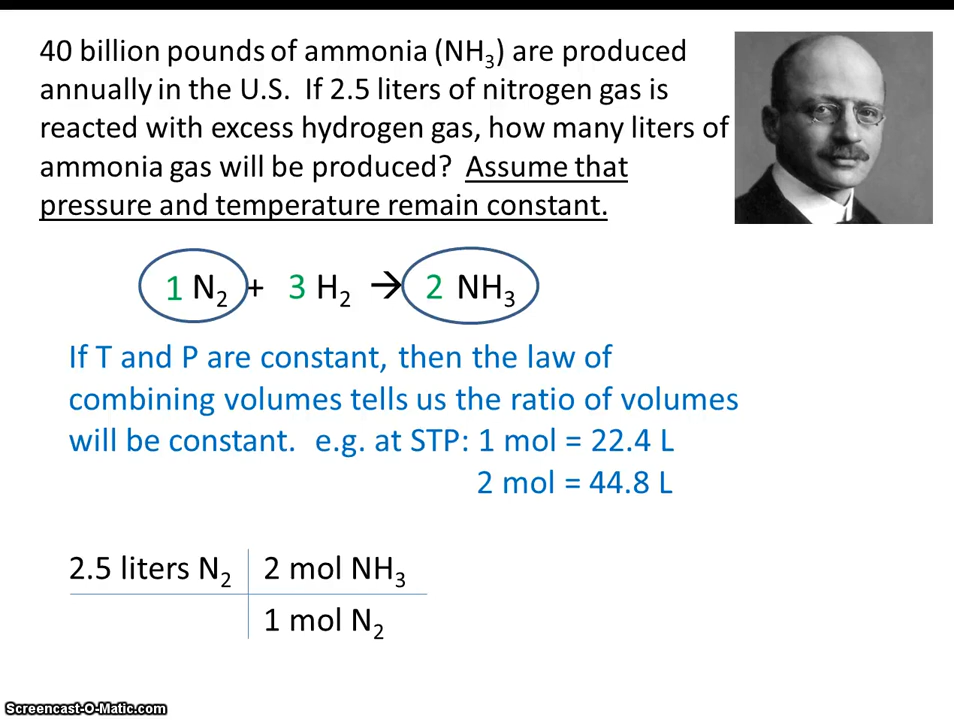 40 billion pounds of ammonia (NH₃) are produced
annually in the U.S.  If 2.5 liters of nitrogen gas is
reacted with excess hydrogen gas, how many liters of
ammonia gas will be produced?  Assume that
pressure and temperature remain constant.
1 N₂ + 3 H₂ → 2 NH₃
If T and P are constant, then the law of
combining volumes tells us the ratio of volumes
will be constant.  e.g. at STP: 1 mol = 22.4 L
2 mol = 44.8 L
2.5 liters N₂ 2 mol NH₃
1 mol N₂
Screencast-O-Matic.com